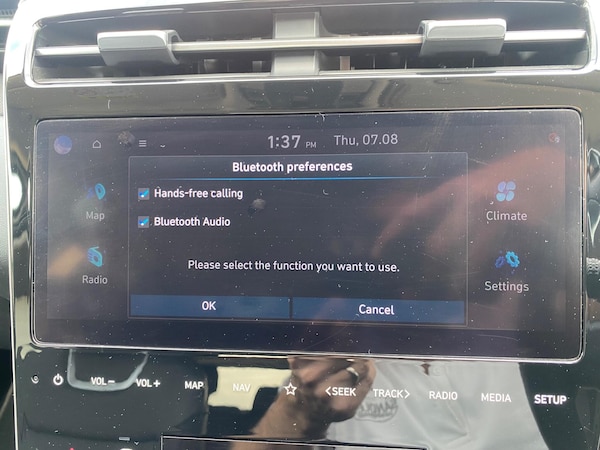 1:37 PM Thu, 07.08
Bluetooth preferences
Hands-free calling
Bluetooth Audio
Map
Climate
Please select the function you want to use.
Radio
Settings
OK Cancel
VOL− VOL+ MAP NAV <SEEK TRACK> RADIO MEDIA SETUP